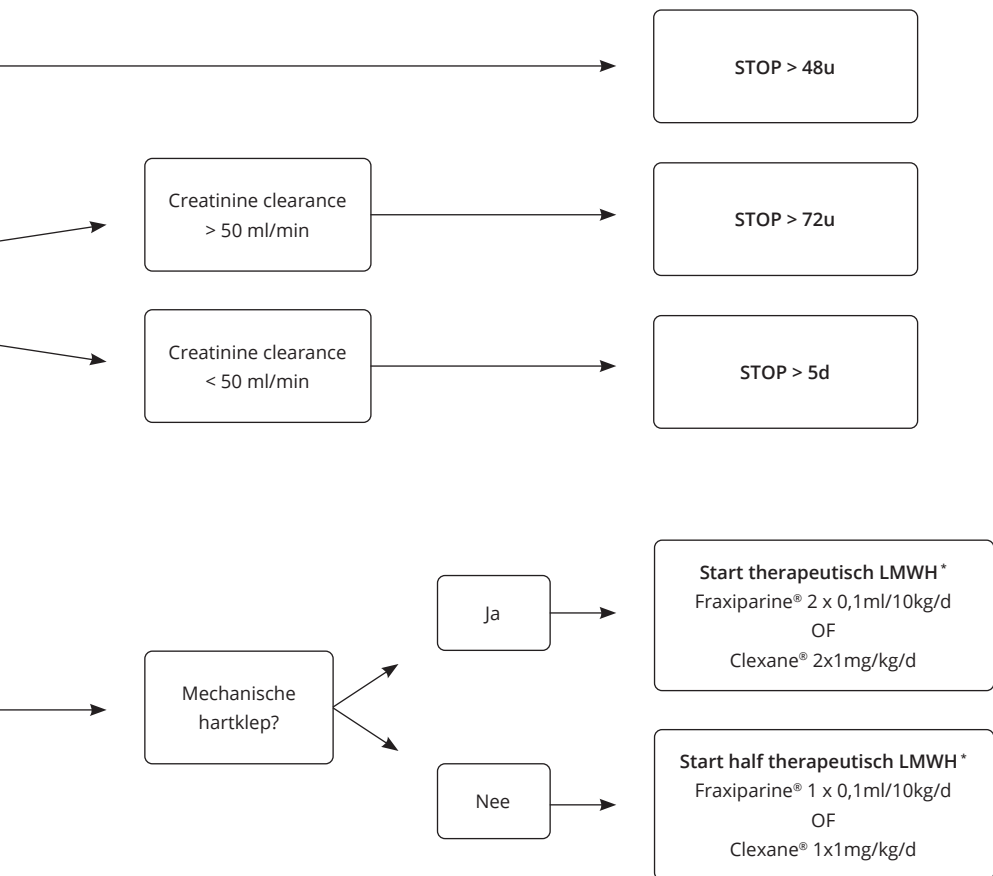 STOP > 48u
Creatinine clearance
> 50 ml/min
STOP > 72u
Creatinine clearance
< 50 ml/min
STOP > 5d
Mechanische
hartklep?
Ja
Start therapeutisch LMWH*
Fraxiparine® 2 x 0,1ml/10kg/d
OF
Clexane® 2x1mg/kg/d
Nee
Start half therapeutisch LMWH*
Fraxiparine® 1 x 0,1ml/10kg/d
OF
Clexane® 1x1mg/kg/d